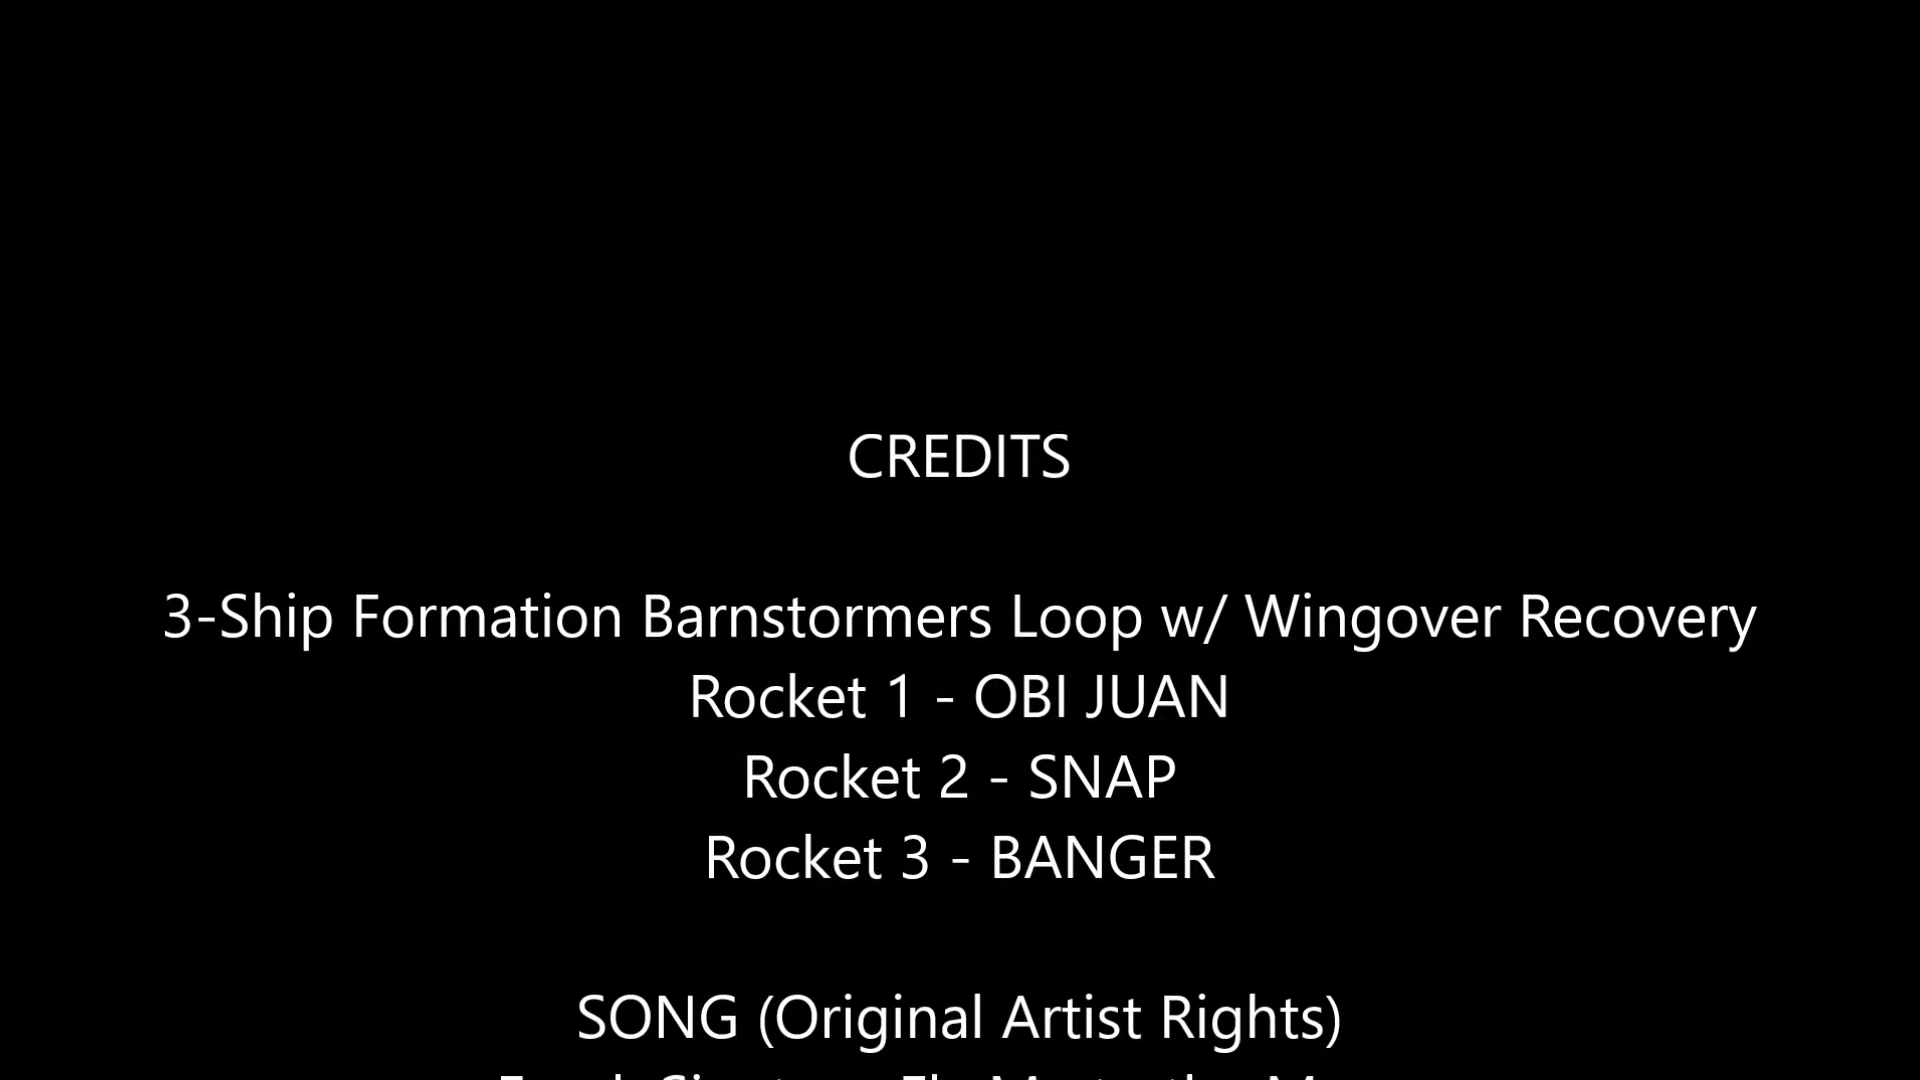 CREDITS
3-Ship Formation Barnstormers Loop w/ Wingover Recovery
Rocket 1 - OBI JUAN
Rocket 2 - SNAP
Rocket 3 - BANGER
SONG (Original Artist Rights)